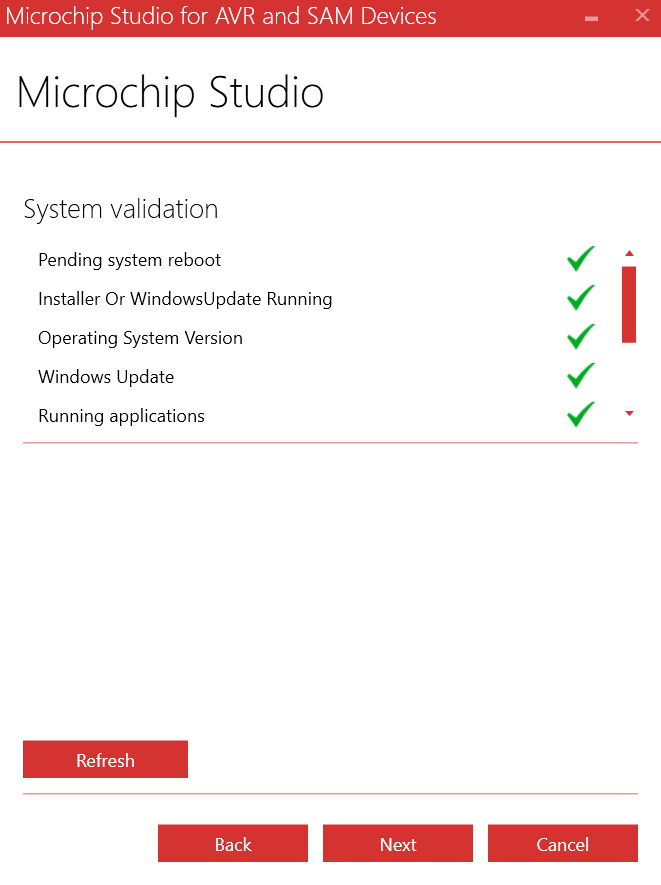 Microchip Studio for AVR and SAM Devices
Microchip Studio
System validation
Pending system reboot
Installer Or WindowsUpdate Running
Operating System Version
Windows Update
Running applications
Refresh
Back Next Cancel